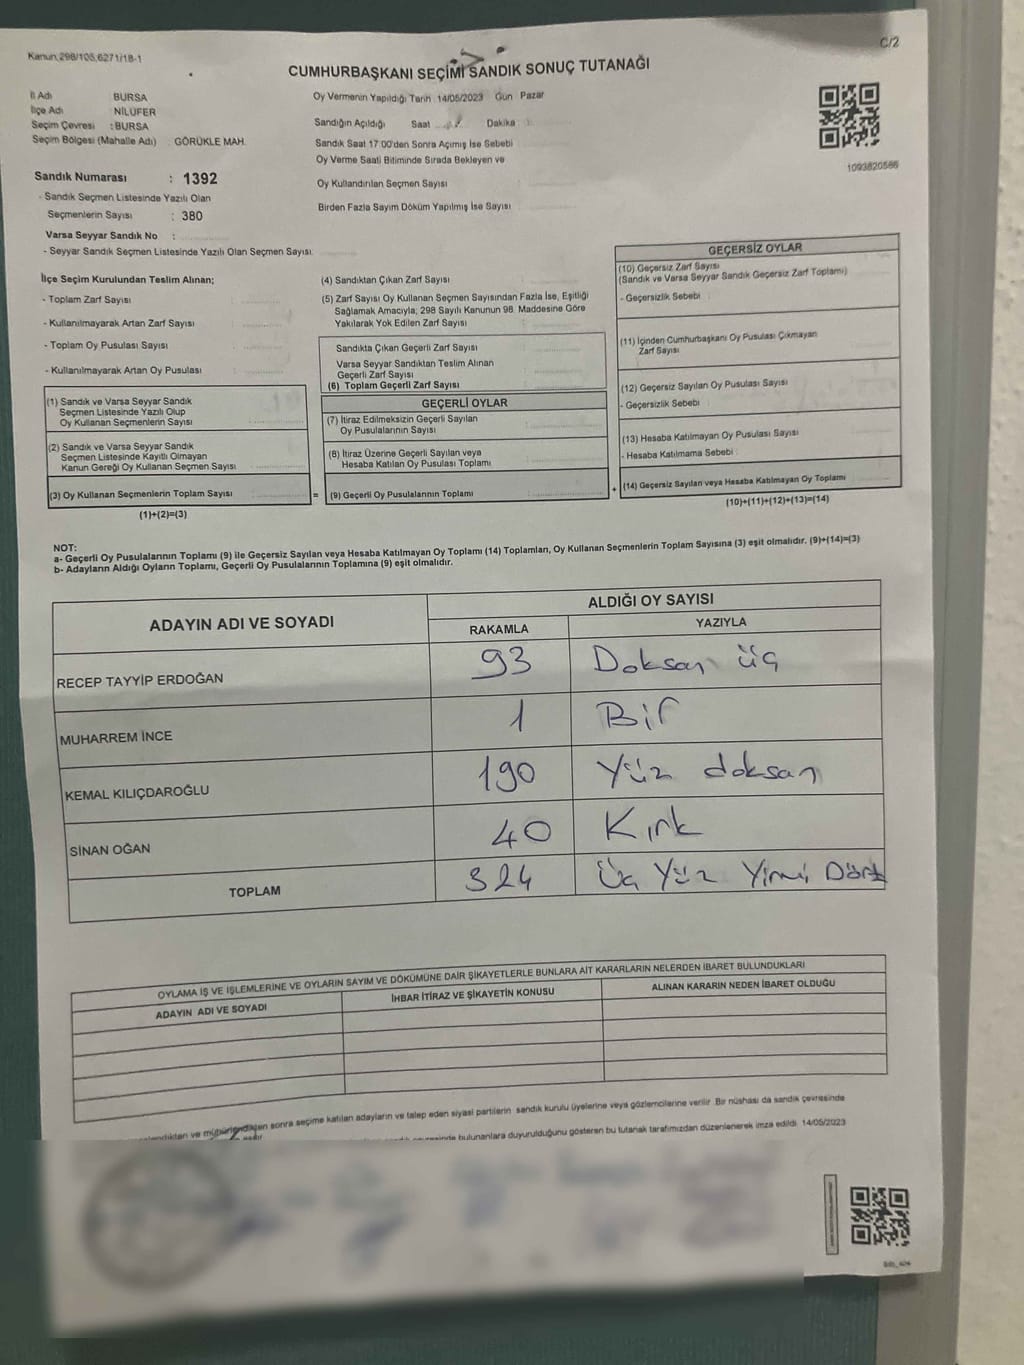 Kanun,298/105,6271/18-1
C/2
CUMHURBAŞKANI SEÇİMİ SANDIK SONUÇ TUTANAĞI
İl Adı BURSA
İlçe Adı NİLÜFER
Seçim Çevresi : BURSA
Seçim Bölgesi (Mahalle Adı) : GÖRÜKLE MAH.
Oy Vermenin Yapıldığı Tarih 14/05/2023 Gün Pazar
Sandığın Açıldığı Saat Dakika
Sandık Saat 17:00'den Sonra Açımış İse Sebebi
Oy Verme Saati Bitiminde Sırada Bekleyen ve
Oy Kullandırılan Seçmen Sayısı
Birden Fazla Sayım Döküm Yapılmış İse Sayısı
1093820586
Sandık Numarası : 1392
- Sandık Seçmen Listesinde Yazılı Olan
Seçmenlerin Sayısı : 380
Varsa Seyyar Sandık No :
- Seyyar Sandık Seçmen Listesinde Yazılı Olan Seçmen Sayısı:
İlçe Seçim Kurulundan Teslim Alınan;
- Toplam Zarf Sayısı
- Kullanılmayarak Artan Zarf Sayısı
- Toplam Oy Pusulası Sayısı
- Kullanılmayarak Artan Oy Pusulası
(1) Sandık ve Varsa Seyyar Sandık
Seçmen Listesinde Yazılı Olup
Oy Kullanan Seçmenlerin Sayısı
(2) Sandık ve Varsa Seyyar Sandık
Seçmen Listesinde Kayıtlı Olmayan
Kanun Gereği Oy Kullanan Seçmen Sayısı
(3) Oy Kullanan Seçmenlerin Toplam Sayısı
(1)+(2)=(3)
=
(4) Sandıktan Çıkan Zarf Sayısı
(5) Zarf Sayısı Oy Kullanan Seçmen Sayısından Fazla İse, Eşitliği
Sağlamak Amacıyla; 298 Sayılı Kanunun 98. Maddesine Göre
Yakılarak Yok Edilen Zarf Sayısı
Sandıkta Çıkan Geçerli Zarf Sayısı
Varsa Seyyar Sandıktan Teslim Alınan
Geçerli Zarf Sayısı
(6) Toplam Geçerli Zarf Sayısı
GEÇERLİ OYLAR
(7) İtiraz Edilmeksizin Geçerli Sayılan
Oy Pusulalarının Sayısı
(8) İtiraz Üzerine Geçerli Sayılan veya
Hesaba Katılan Oy Pusulası Toplamı
(9) Geçerli Oy Pusulalarının Toplamı
+
GEÇERSİZ OYLAR
(10) Geçersiz Zarf Sayısı
(Sandık ve Varsa Seyyar Sandık Geçersiz Zarf Toplamı)
- Geçersizlik Sebebi
(11) İçinden Cumhurbaşkanı Oy Pusulası Çıkmayan
Zarf Sayısı
(12) Geçersiz Sayılan Oy Pusulası Sayısı
- Geçersizlik Sebebi
(13) Hesaba Katılmayan Oy Pusulası Sayısı
- Hesaba Katılmama Sebebi
(14) Geçersiz Sayılan veya Hesaba Katılmayan Oy Toplamı
(10)+(11)+(12)+(13)=(14)
NOT:
a- Geçerli Oy Pusulalarının Toplamı (9) ile Geçersiz Sayılan veya Hesaba Katılmayan Oy Toplamı (14) Toplamları, Oy Kullanan Seçmenlerin Toplam Sayısına (3) eşit olmalıdır. (9)+(14)=(3)
b- Adayların Aldığı Oyların Toplamı, Geçerli Oy Pusulalarının Toplamına (9) eşit olmalıdır.
ADAYIN ADI VE SOYADI
ALDIĞI OY SAYISI
RAKAMLA YAZIYLA
RECEP TAYYİP ERDOĞAN 93 Doksan üç
MUHARREM İNCE 1 Bir
KEMAL KILIÇDAROĞLU 190 Yüz doksan
SİNAN OĞAN 40 Kırk
TOPLAM 324 Üç Yüz Yirmi Dört
OYLAMA İŞ VE İŞLEMLERİNE VE OYLARIN SAYIM VE DÖKÜMÜNE DAİR ŞİKAYETLERLE BUNLARA AİT KARARLARIN NELERDEN İBARET BULUNDUKLARI
ADAYIN ADI VE SOYADI İHBAR İTİRAZ VE ŞİKAYETİN KONUSU ALINAN KARARIN NEDEN İBARET OLDUĞU
ve mühürlendikten sonra seçime katılan adayların ve talep eden siyasi partilerin sandık kurulu üyelerine veya gözlemcilerine verilir. Bir nüshası da sandık çevresinde
bulunanlara duyurulduğunu gösteren bu tutanak tarafımızdan düzenlenerek imza edildi. 14/05/2023